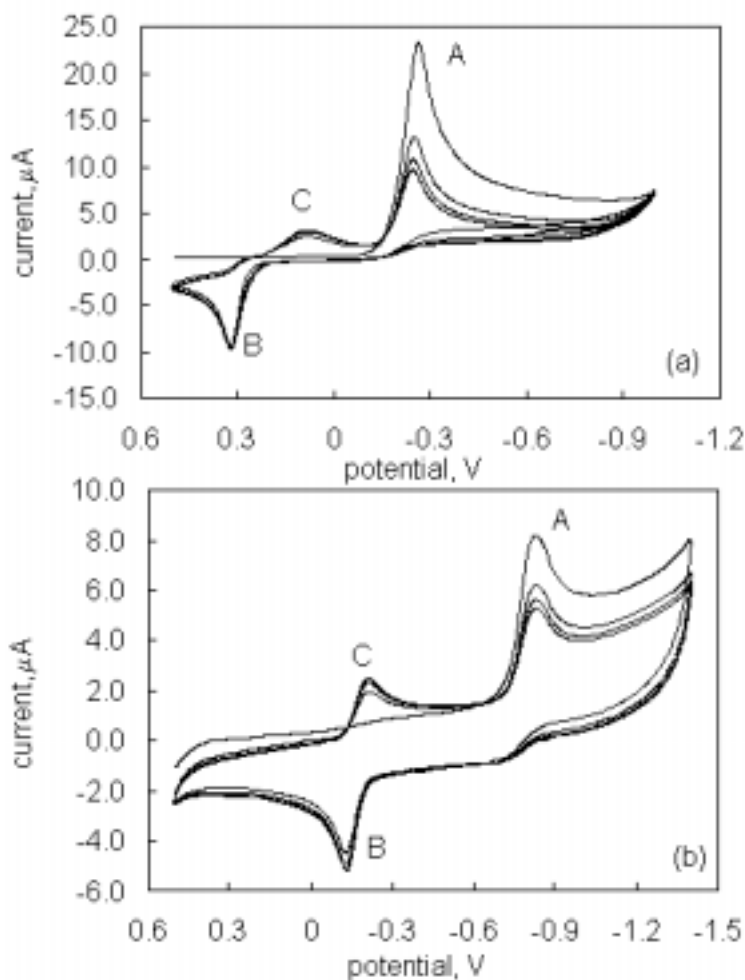 25.0
20.0
15.0
10.0
5.0
0.0
-5.0
-10.0
-15.0
current, μA
A
C
B
(a)
0.6 0.3 0 -0.3 -0.6 -0.9 -1.2
potential, V
10.0
8.0
6.0
4.0
2.0
0.0
-2.0
-4.0
-6.0
current, μA
A
C
B
(b)
0.6 0.3 0 -0.3 -0.6 -0.9 -1.2 -1.5
potential, V